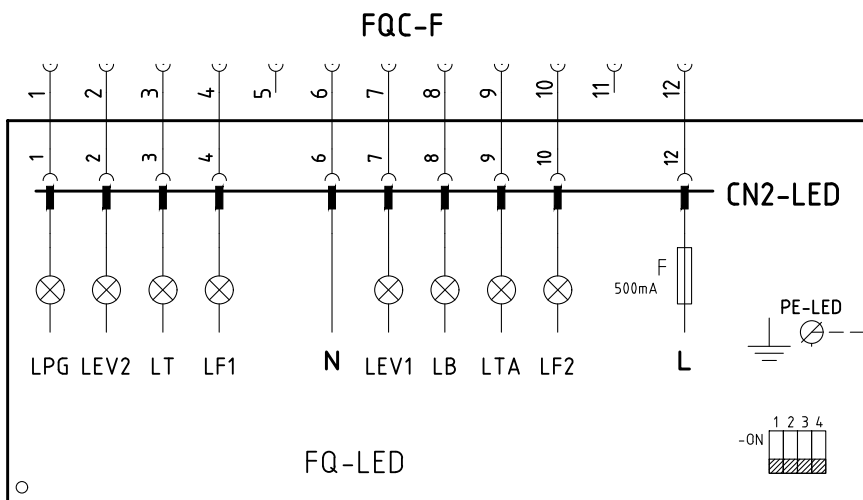 FQC-F
1 2 3 4 5 6 7 8 9 10 11 12
1 2 3 4 6 7 8 9 10 12
CN2-LED
F
500mA
PE-LED
LPG LEV2 LT LF1 N LEV1 LB LTA LF2 L
1 2 3 4
-ON
FQ-LED